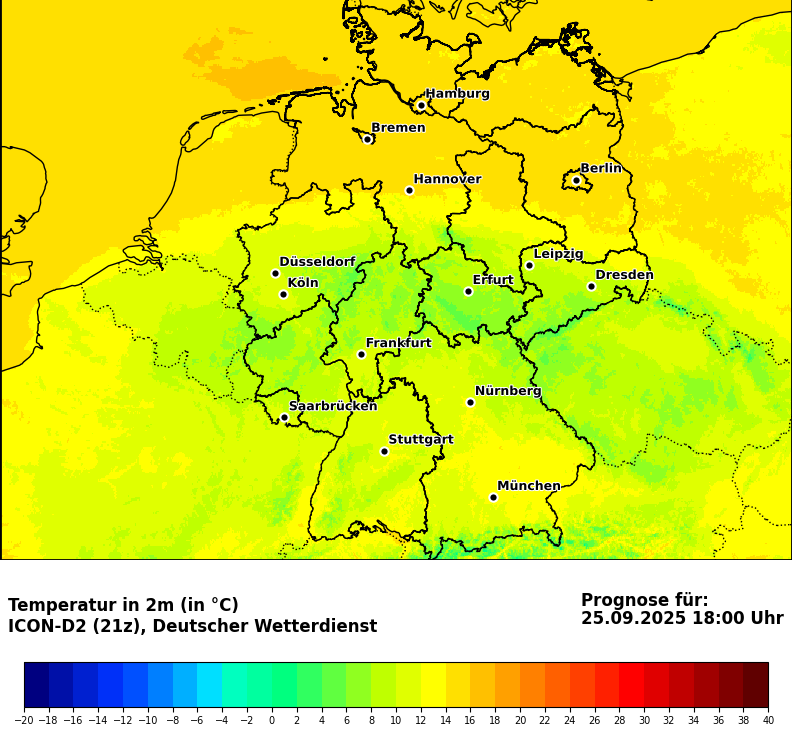 Hamburg
Bremen
Berlin
Hannover
Leipzig
Düsseldorf
Dresden
Köln
Erfurt
Frankfurt
Nürnberg
Saarbrücken
Stuttgart
München
Temperatur in 2m (in °C)
ICON-D2 (21z), Deutscher Wetterdienst
Prognose für:
25.09.2025 18:00 Uhr
−20 −18 −16 −14 −12 −10 −8 −6 −4 −2 0 2 4 6 8 10 12 14 16 18 20 22 24 26 28 30 32 34 36 38 40